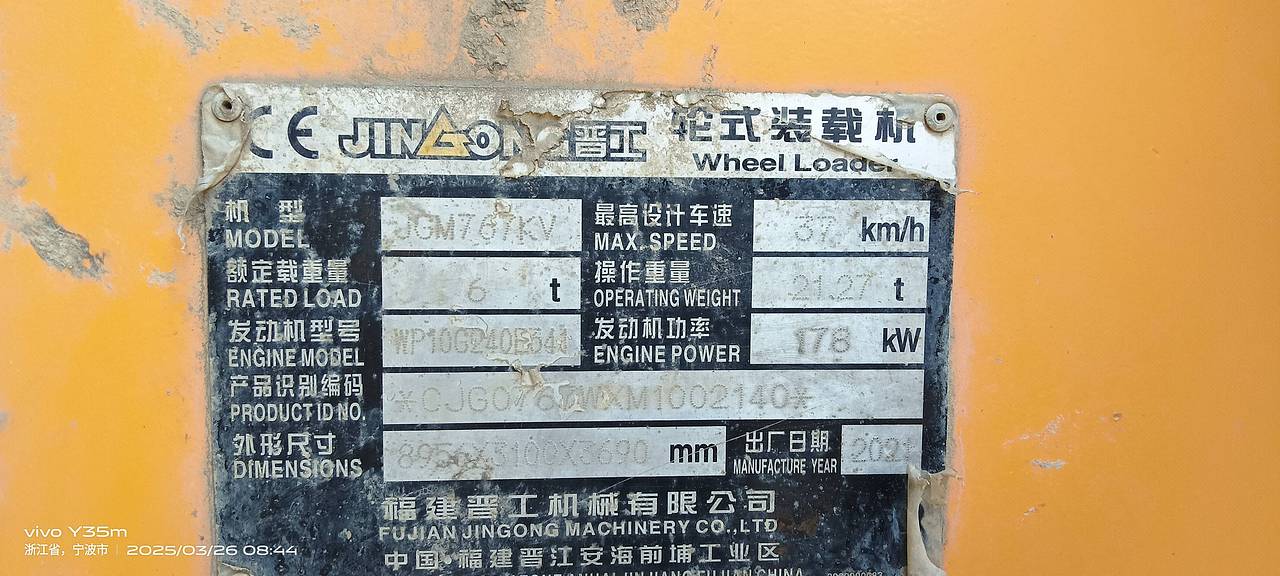 CE JINGONG 晋工 轮式装载机
Wheel Loader
机型 JGM767KV 最高设计车速 37 km/h
MODEL MAX. SPEED
额定载重量 6 t 操作重量 21.27 t
RATED LOAD OPERATING WEIGHT
发动机型号 发动机功率 178 kW
ENGINE MODEL ENGINE POWER
产品识别编码
PRODUCT ID NO.
外形尺寸 mm 出厂日期 2021
DIMENSIONS MANUFACTURE YEAR
福建晋工机械有限公司
FUJIAN JINGONG MACHINERY CO.,LTD
中国·福建晋江安海前埔工业区
vivo Y35m
浙江省，宁波市 | 2025/03/26 08:44